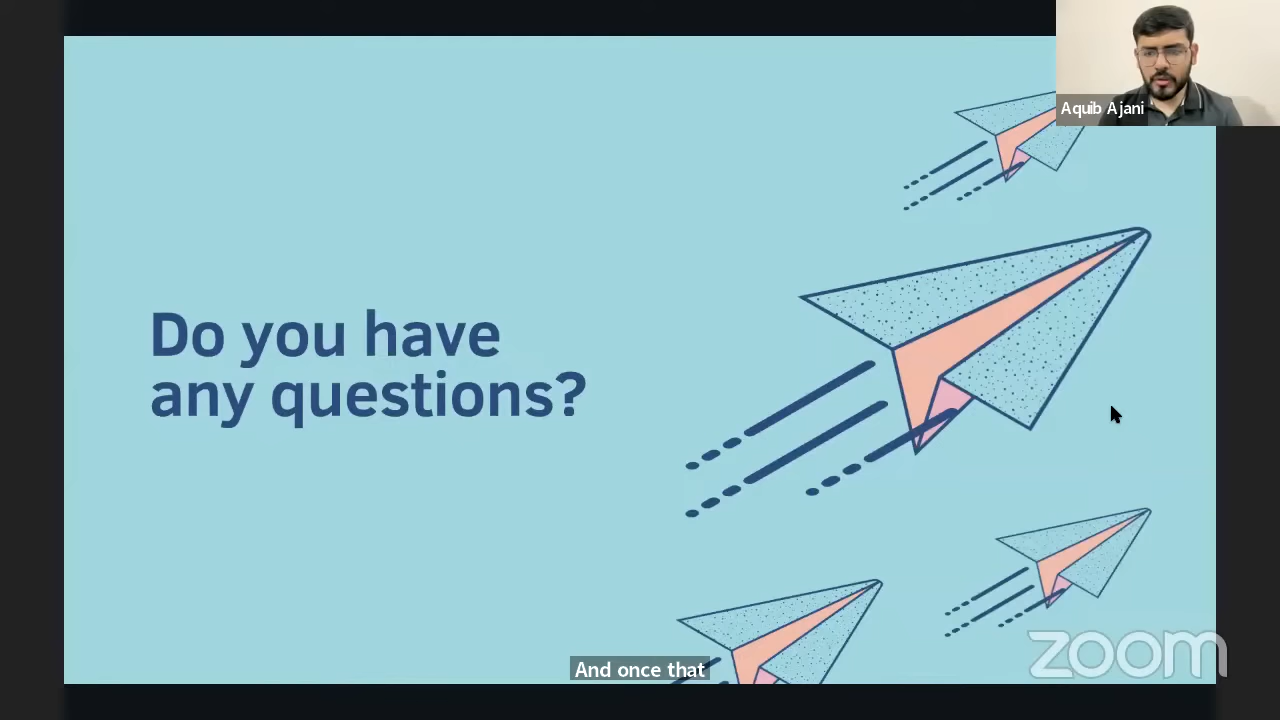 Aquib Ajani
Do you have
any questions?
And once that
zoom